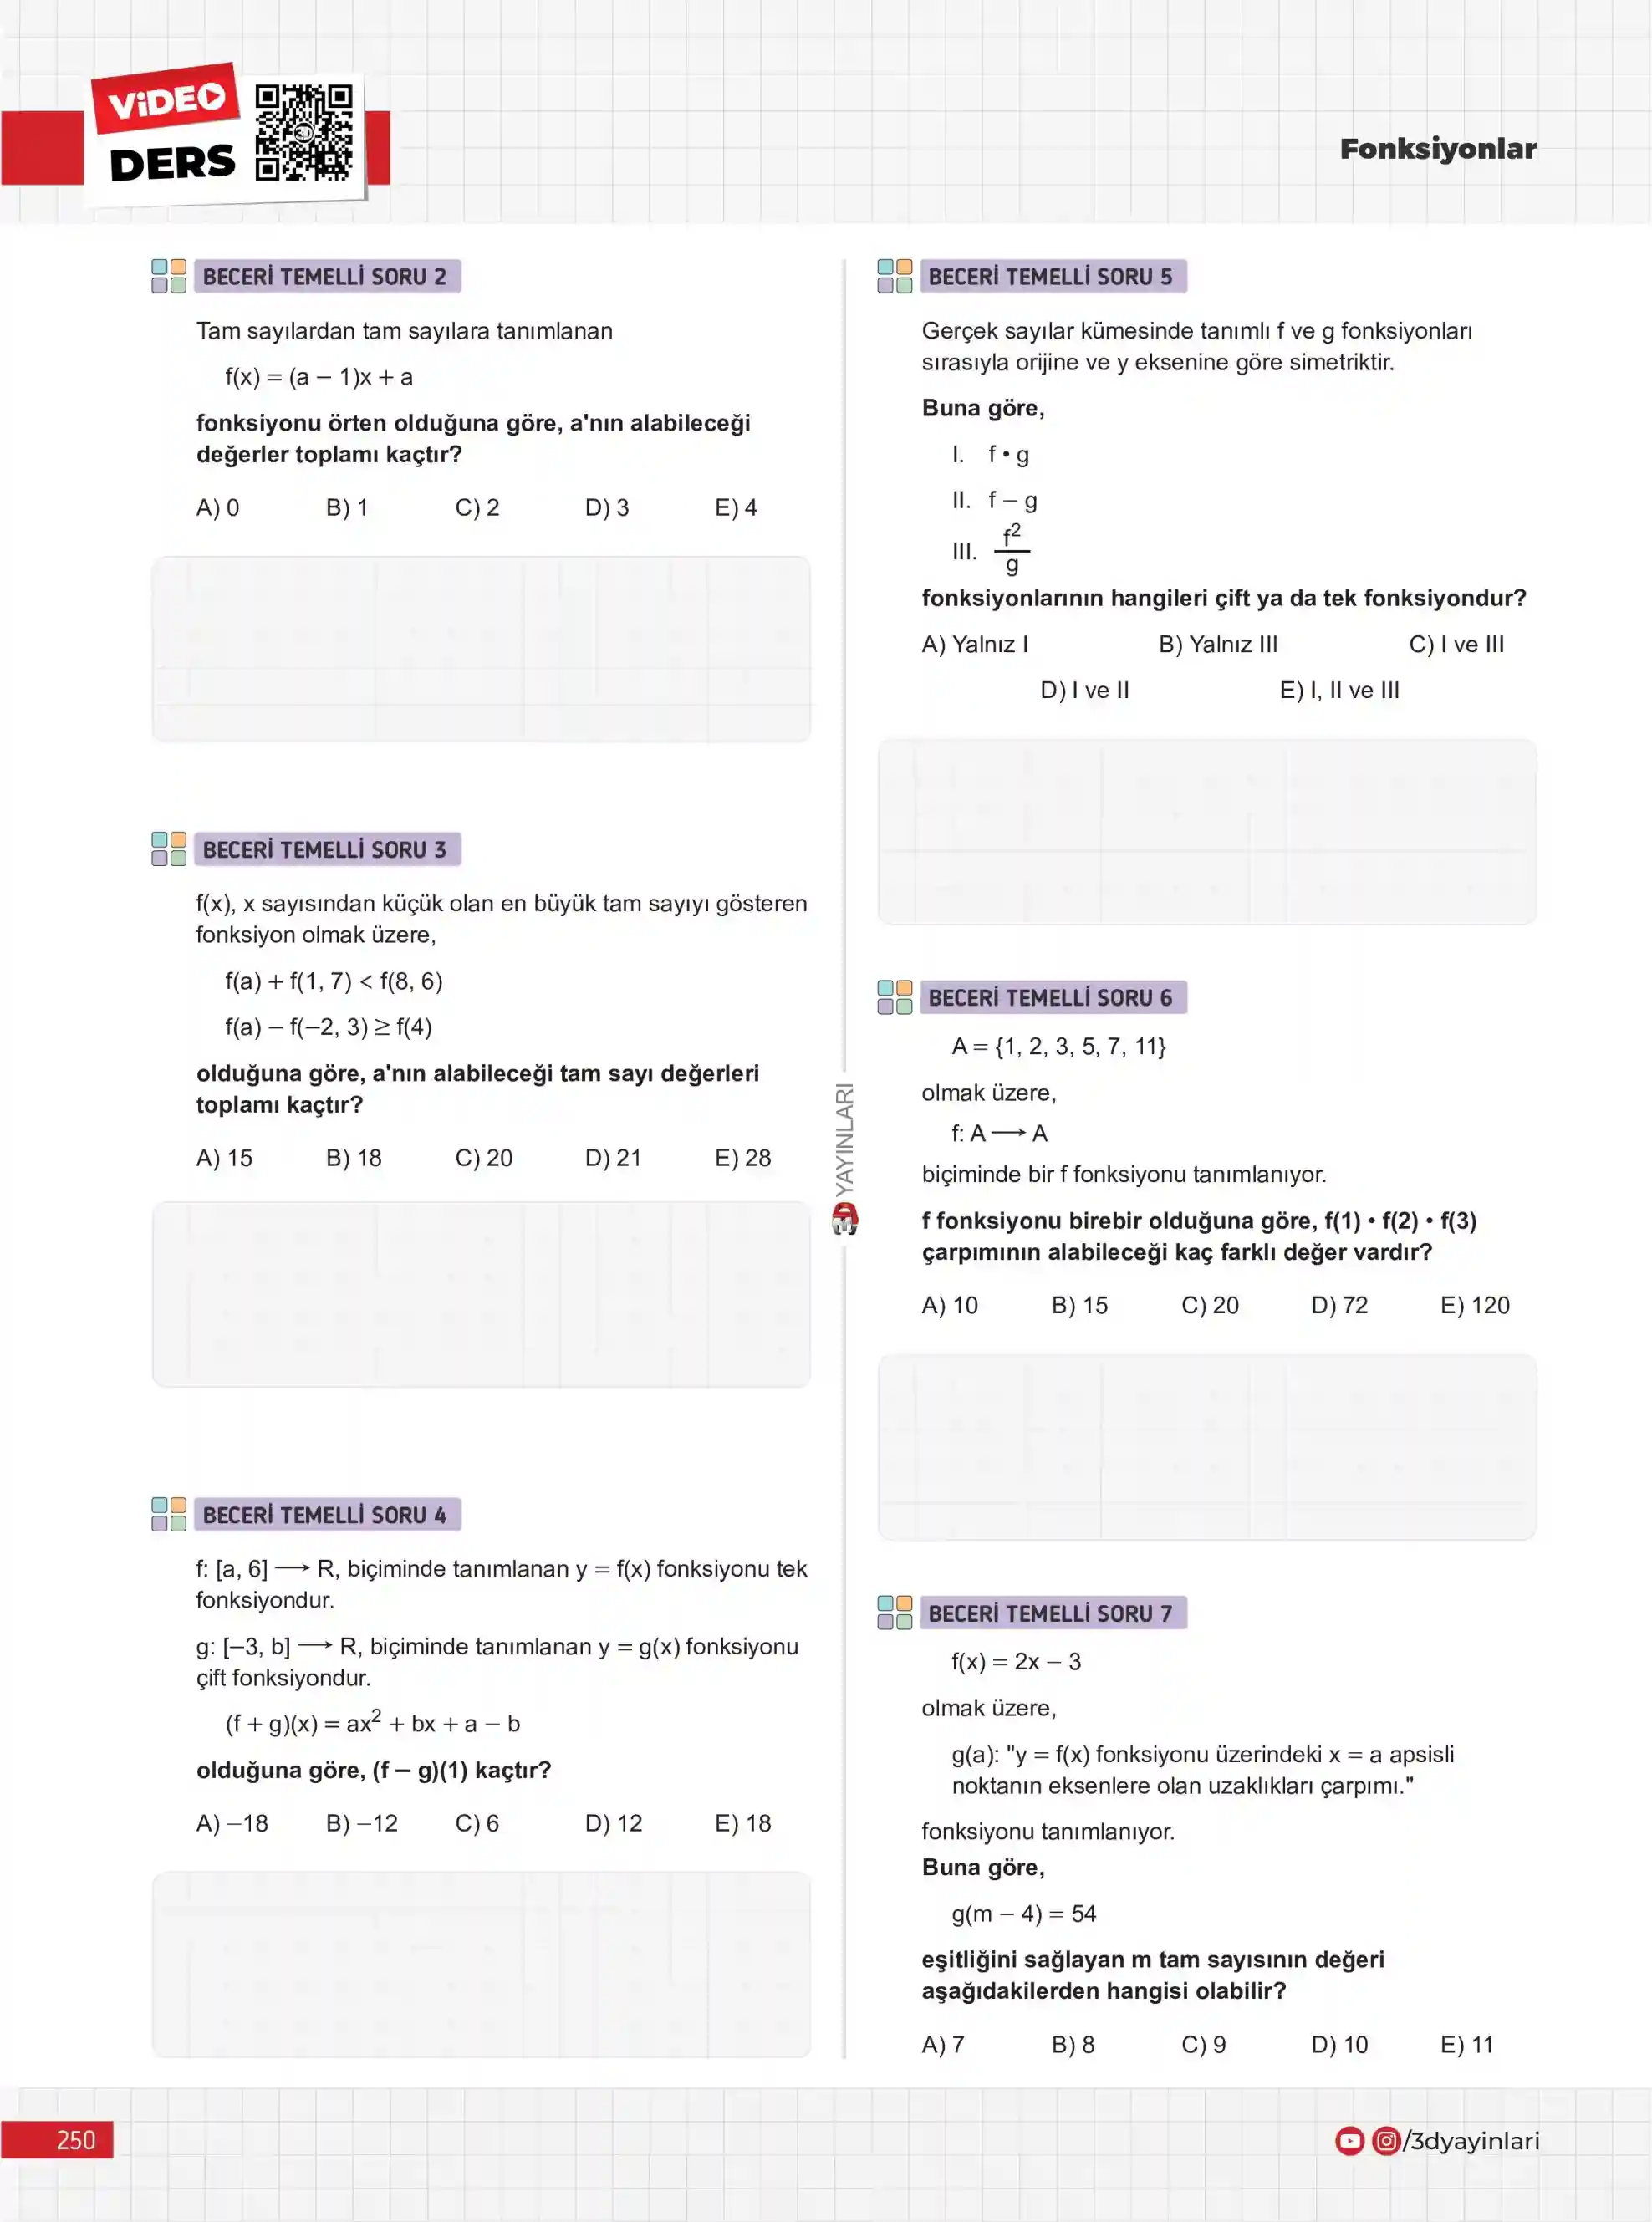 VİDEO
DERS
Fonksiyonlar
BECERİ TEMELLİ SORU 2
Tam sayılardan tam sayılara tanımlanan
f(x) = (a − 1)x + a
fonksiyonu örten olduğuna göre, a'nın alabileceği
değerler toplamı kaçtır?
A) 0 B) 1 C) 2 D) 3 E) 4
BECERİ TEMELLİ SORU 3
f(x), x sayısından küçük olan en büyük tam sayıyı gösteren
fonksiyon olmak üzere,
f(a) + f(1, 7) < f(8, 6)
f(a) − f(−2, 3) ≥ f(4)
olduğuna göre, a'nın alabileceği tam sayı değerleri
toplamı kaçtır?
A) 15 B) 18 C) 20 D) 21 E) 28
BECERİ TEMELLİ SORU 4
f: [a, 6] ⟶ R, biçiminde tanımlanan y = f(x) fonksiyonu tek
fonksiyondur.
g: [−3, b] ⟶ R, biçiminde tanımlanan y = g(x) fonksiyonu
çift fonksiyondur.
(f + g)(x) = ax² + bx + a − b
olduğuna göre, (f − g)(1) kaçtır?
A) −18 B) −12 C) 6 D) 12 E) 18
YAYINLARI
BECERİ TEMELLİ SORU 5
Gerçek sayılar kümesinde tanımlı f ve g fonksiyonları
sırasıyla orijine ve y eksenine göre simetriktir.
Buna göre,
I. f • g
II. f − g
III. f²/g
fonksiyonlarının hangileri çift ya da tek fonksiyondur?
A) Yalnız I B) Yalnız III C) I ve III
D) I ve II E) I, II ve III
BECERİ TEMELLİ SORU 6
A = {1, 2, 3, 5, 7, 11}
olmak üzere,
f: A ⟶ A
biçiminde bir f fonksiyonu tanımlanıyor.
f fonksiyonu birebir olduğuna göre, f(1) • f(2) • f(3)
çarpımının alabileceği kaç farklı değer vardır?
A) 10 B) 15 C) 20 D) 72 E) 120
BECERİ TEMELLİ SORU 7
f(x) = 2x − 3
olmak üzere,
g(a): "y = f(x) fonksiyonu üzerindeki x = a apsisli
noktanın eksenlere olan uzaklıkları çarpımı."
fonksiyonu tanımlanıyor.
Buna göre,
g(m − 4) = 54
eşitliğini sağlayan m tam sayısının değeri
aşağıdakilerden hangisi olabilir?
A) 7 B) 8 C) 9 D) 10 E) 11
250
/3dyayinlari